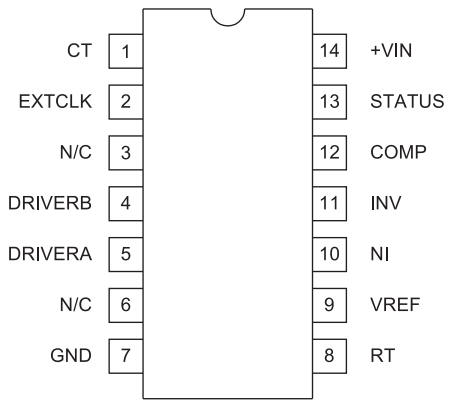 CT 1 14 +VIN
EXTCLK 2 13 STATUS
N/C 3 12 COMP
DRIVERB 4 11 INV
DRIVERA 5 10 NI
N/C 6 9 VREF
GND 7 8 RT